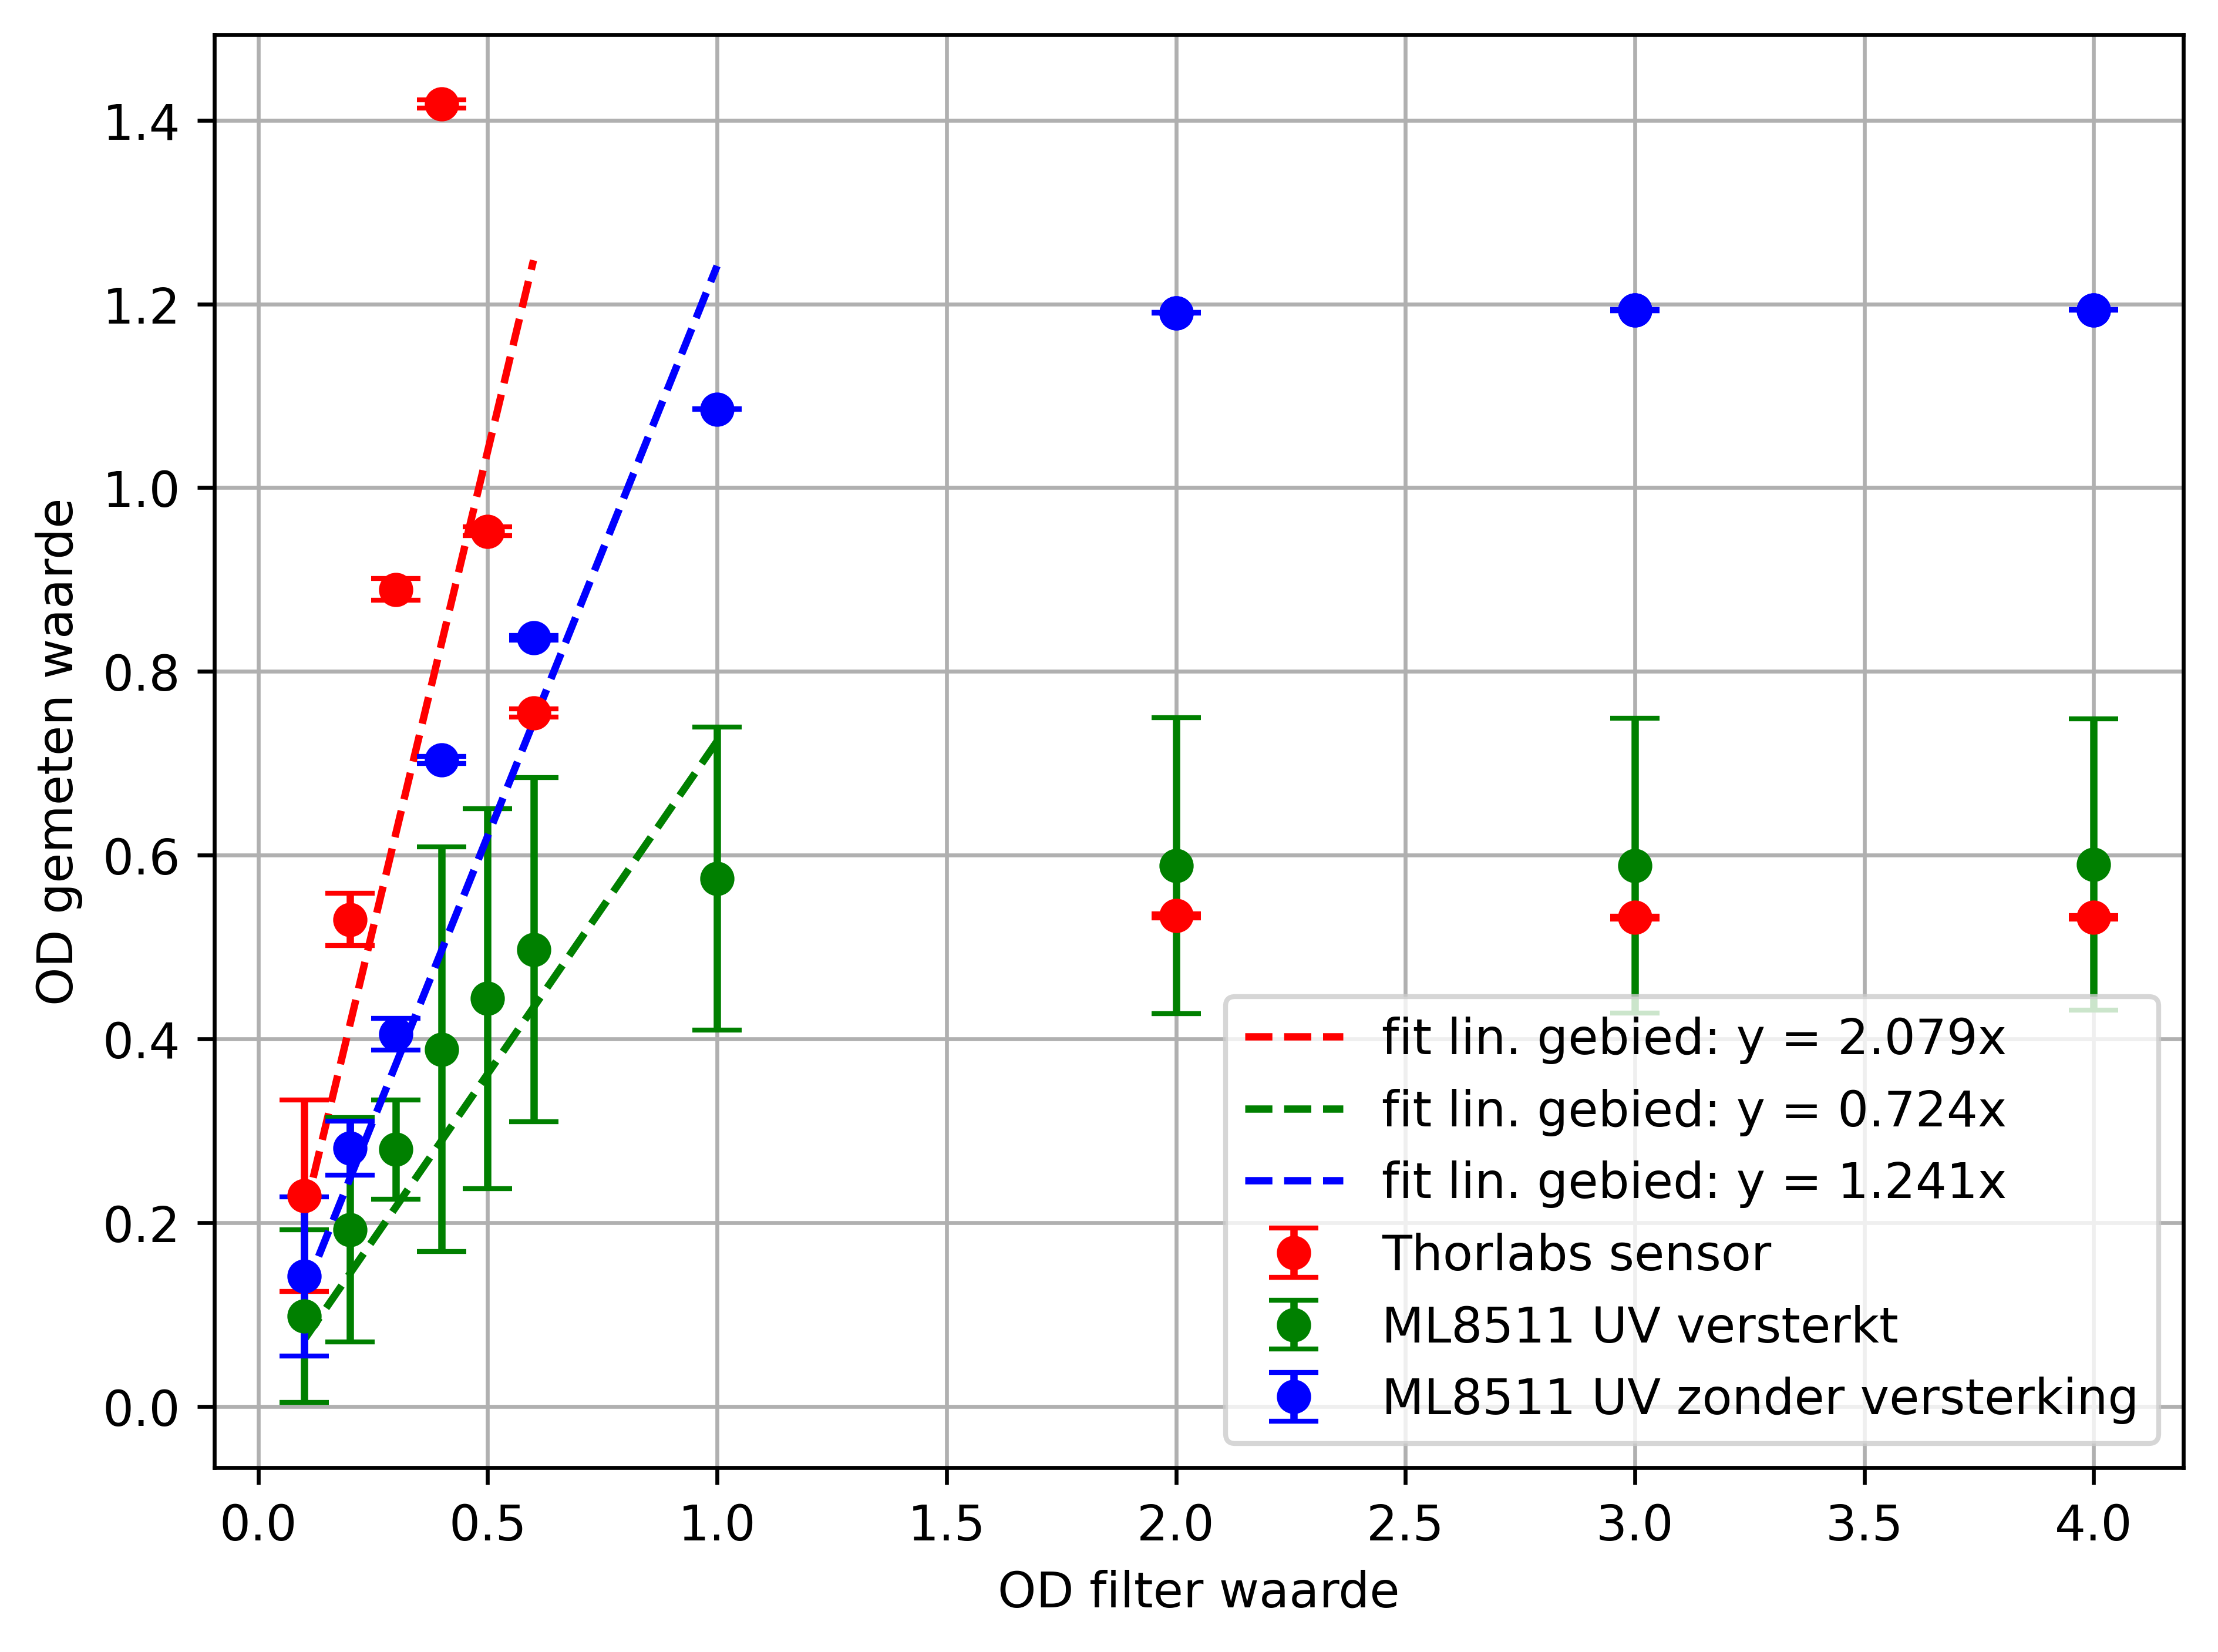 1.4
1.2
1.0
0.8
0.6
0.4
0.2
0.0
OD gemeten waarde
fit lin. gebied: y = 2.079x
fit lin. gebied: y = 0.724x
fit lin. gebied: y = 1.241x
Thorlabs sensor
ML8511 UV versterkt
ML8511 UV zonder versterking
0.0 0.5 1.0 1.5 2.0 2.5 3.0 3.5 4.0
OD filter waarde